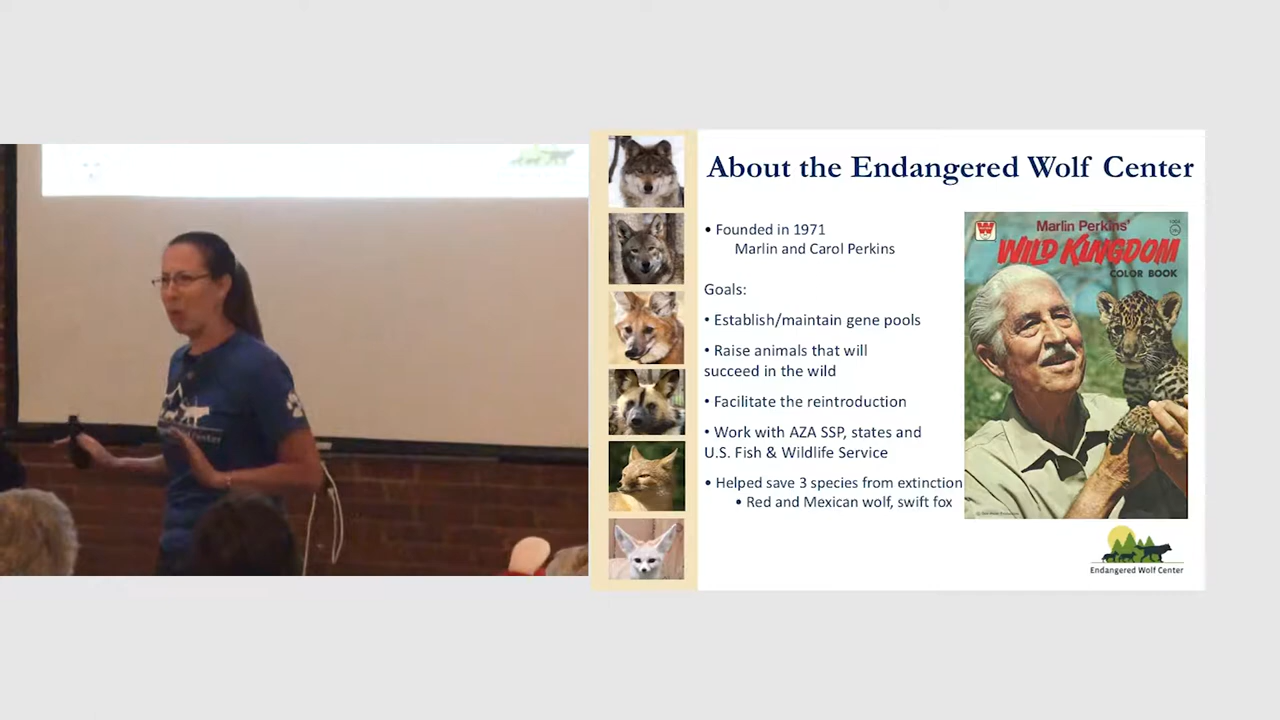 About the Endangered Wolf Center
• Founded in 1971
Marlin and Carol Perkins
Goals:
• Establish/maintain gene pools
• Raise animals that will
succeed in the wild
• Facilitate the reintroduction
• Work with AZA SSP, states and
U.S. Fish & Wildlife Service
• Helped save 3 species from extinction
• Red and Mexican wolf, swift fox
Marlin Perkins'
WILD KINGDOM
COLOR BOOK
Endangered Wolf Center